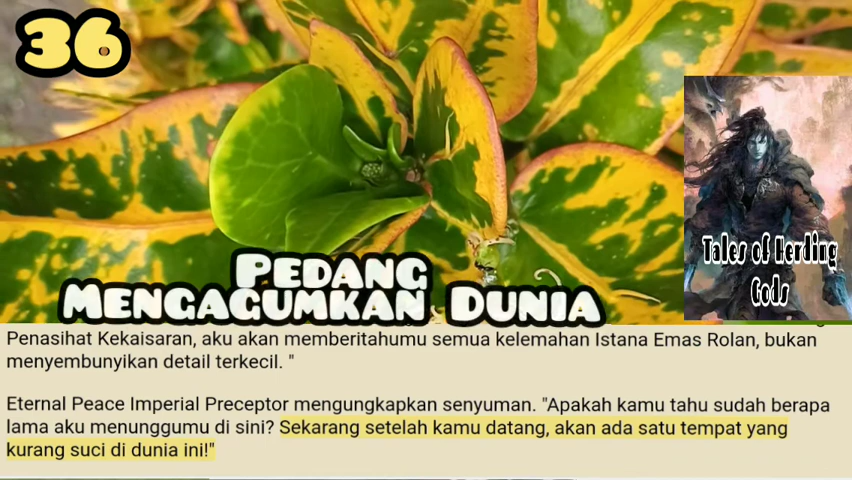 36
PEDANG
MENGAGUMKAN DUNIA
Tales of Herding
Gods
Penasihat Kekaisaran, aku akan memberitahumu semua kelemahan Istana Emas Rolan, bukan
menyembunyikan detail terkecil. "
Eternal Peace Imperial Preceptor mengungkapkan senyuman. "Apakah kamu tahu sudah berapa
lama aku menunggumu di sini? Sekarang setelah kamu datang, akan ada satu tempat yang
kurang suci di dunia ini!"